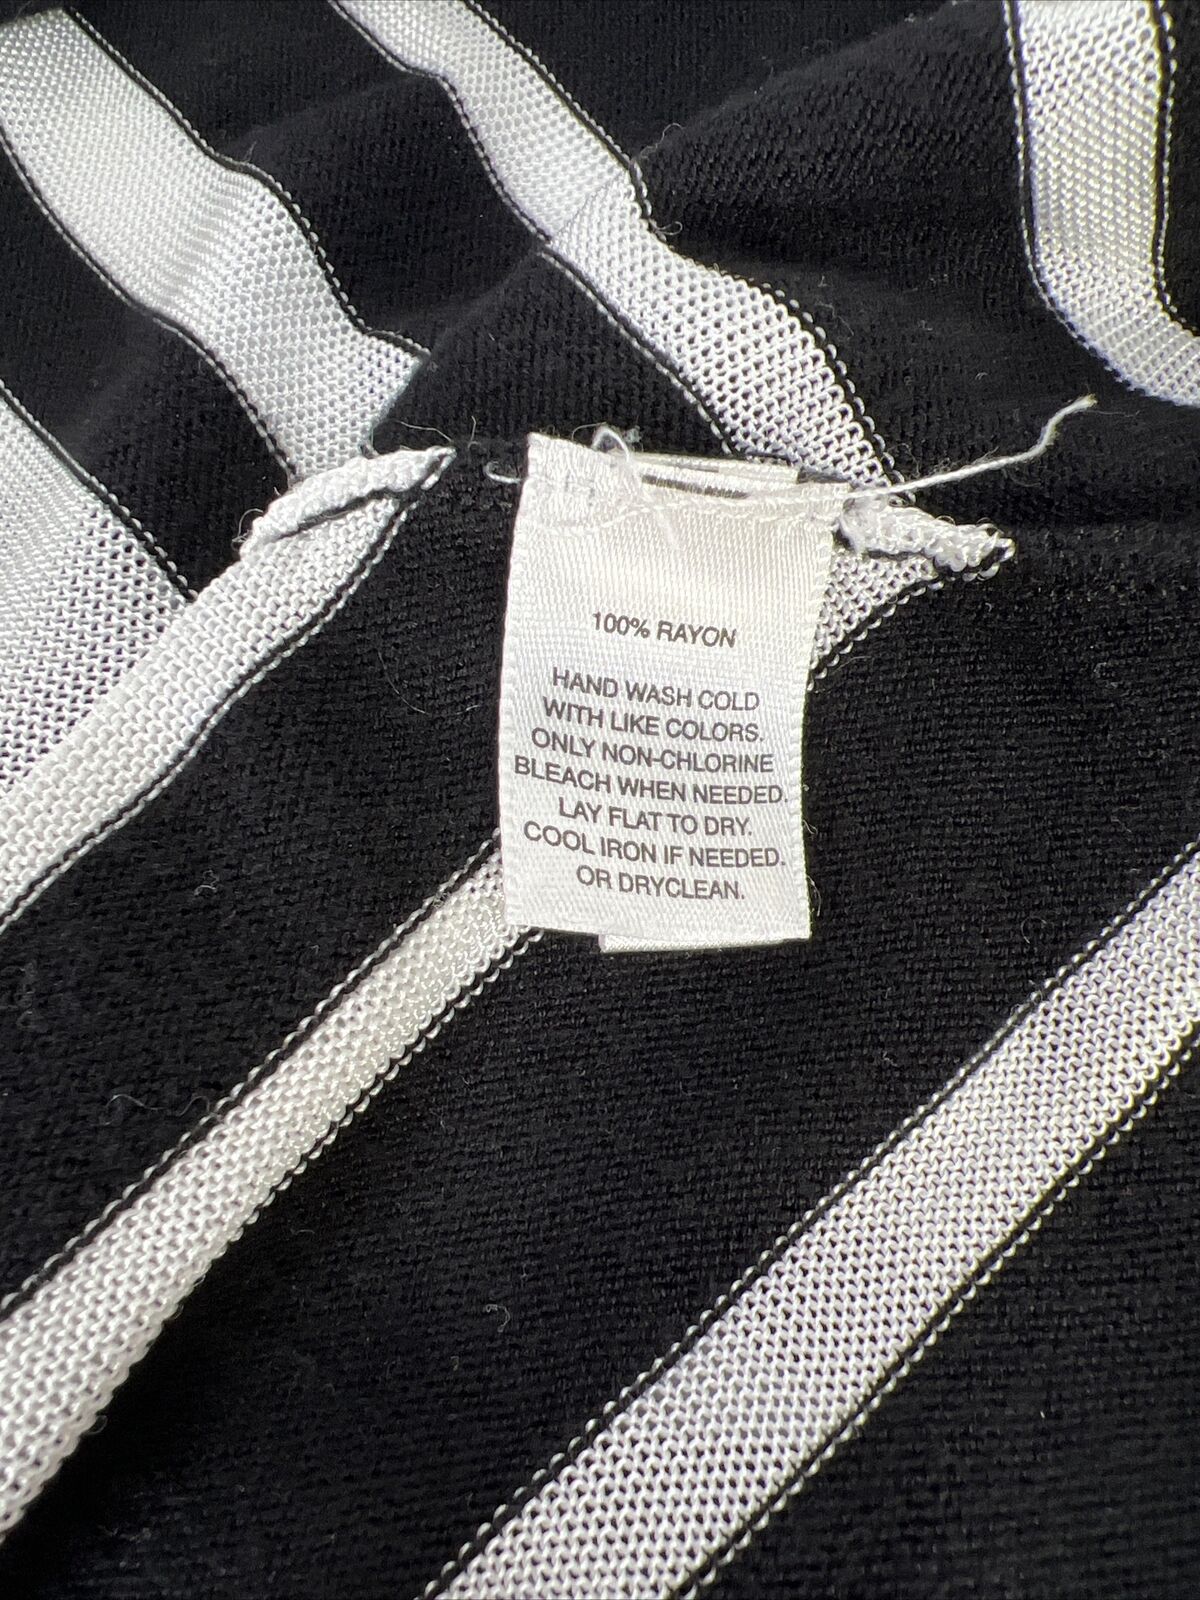 100% RAYON
HAND WASH COLD
WITH LIKE COLORS.
ONLY NON-CHLORINE
BLEACH WHEN NEEDED.
LAY FLAT TO DRY.
COOL IRON IF NEEDED.
OR DRYCLEAN.